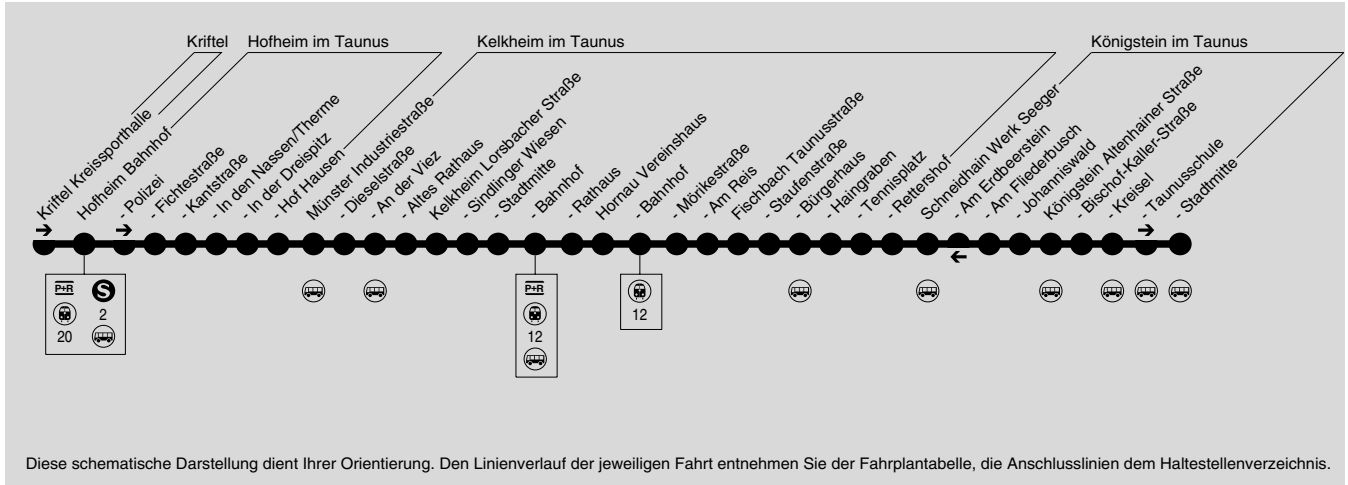 Kriftel
Hofheim im Taunus
Kelkheim im Taunus
Königstein im Taunus
Kriftel Kreissporthalle
Hofheim Bahnhof
- Polizei
- Fichtestraße
- Kantstraße
- In den Nassen/Therme
- In der Dreispitz
- Hof Hausen
Münster Industriestraße
- Dieselstraße
- An der Viez
- Altes Rathaus
Kelkheim Lorsbacher Straße
- Sindlinger Wiesen
- Stadtmitte
- Bahnhof
- Rathaus
Hornau Vereinshaus
- Bahnhof
- Mörikestraße
- Am Reis
Fischbach Taunusstraße
- Staufenstraße
- Bürgerhaus
- Haingraben
- Tennisplatz
- Rettershof
Schneidhain Werk Seeger
- Am Erdbeerstein
- Am Fliederbusch
- Johanniswald
Königstein Altenhainer Straße
- Bischof-Kaller-Straße
- Kreisel
- Taunusschule
- Stadtmitte
P+R S
2
20
P+R
12
12
Diese schematische Darstellung dient Ihrer Orientierung. Den Linienverlauf der jeweiligen Fahrt entnehmen Sie der Fahrplantabelle, die Anschlusslinien dem Haltestellenverzeichnis.